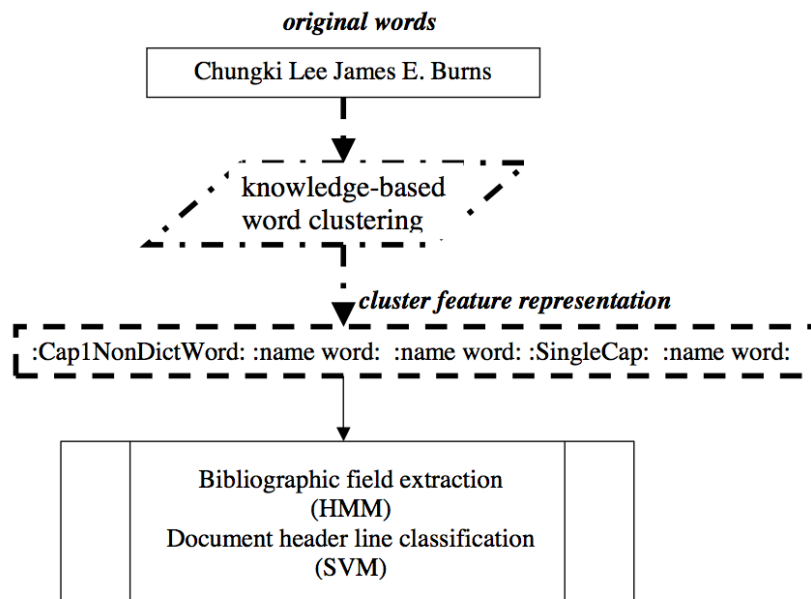 original words
Chungki Lee James E. Burns
knowledge-based
word clustering
cluster feature representation
:Cap1NonDictWord: :name word: :name word: :SingleCap: :name word:
Bibliographic field extraction
(HMM)
Document header line classification
(SVM)